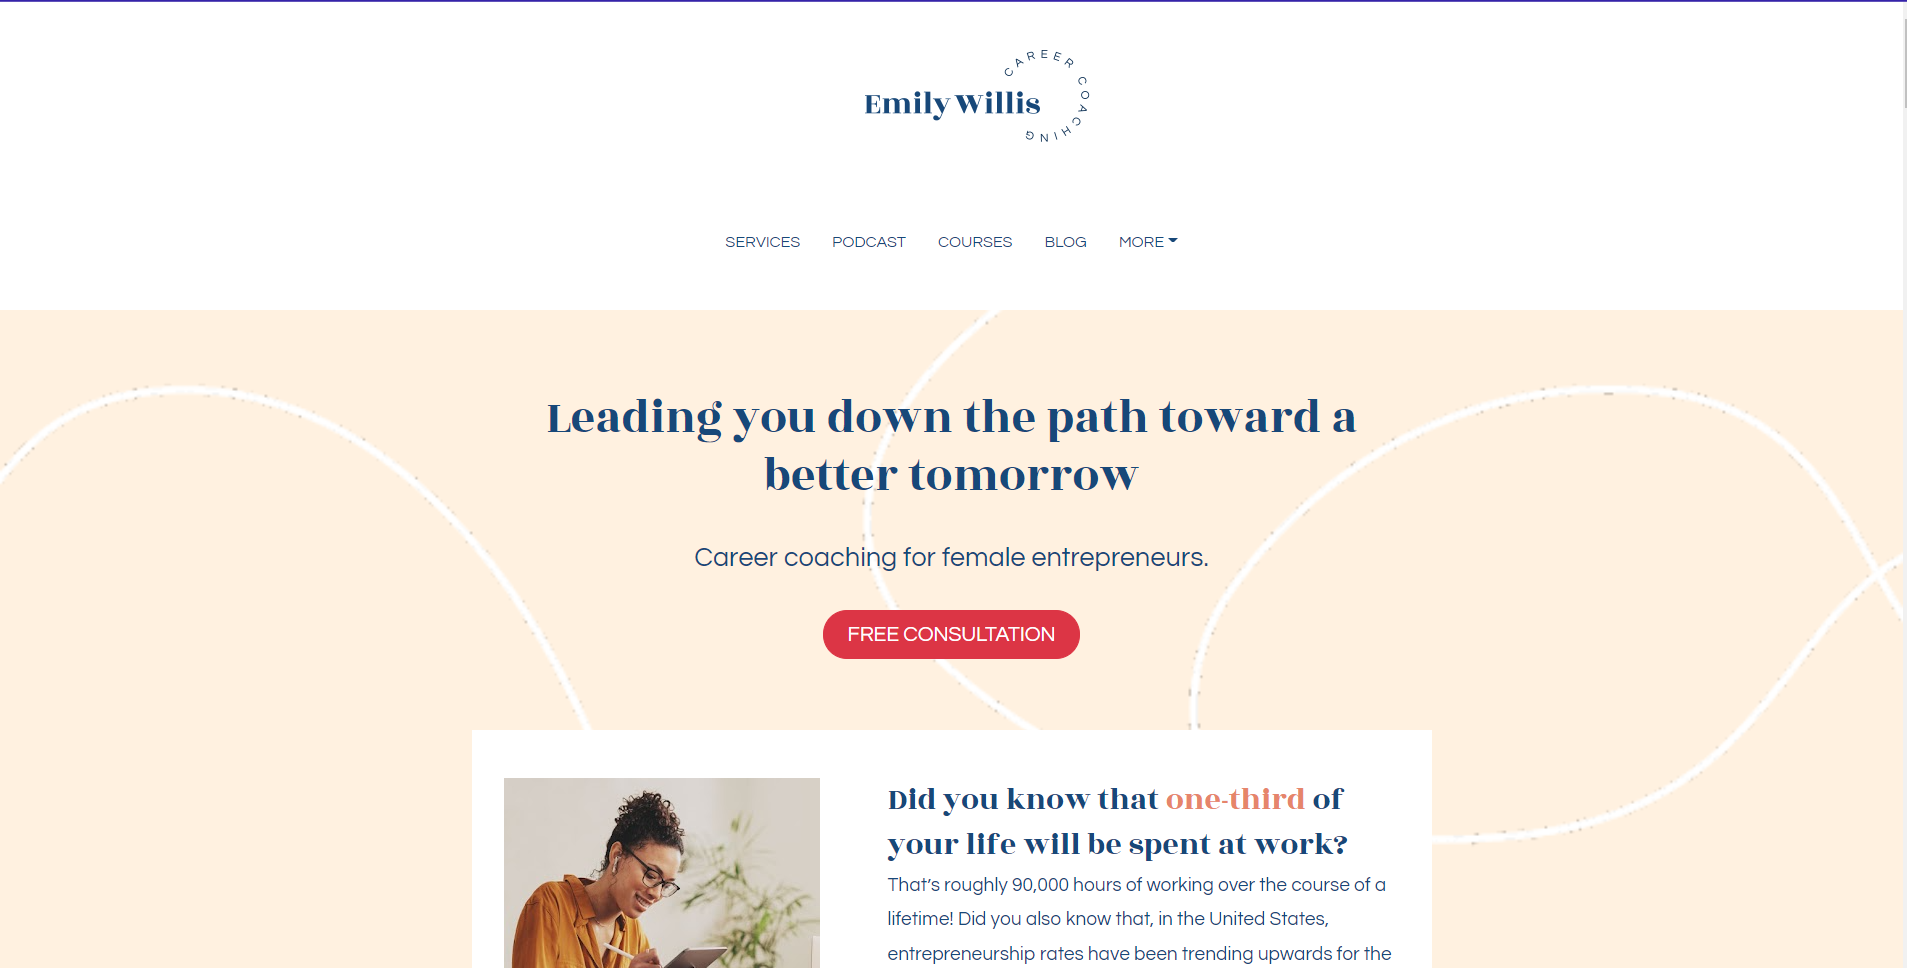 CAREER COACHING
Emily Willis
SERVICES PODCAST COURSES BLOG MORE
Leading you down the path toward a
better tomorrow
Career coaching for female entrepreneurs.
FREE CONSULTATION
Did you know that one-third of
your life will be spent at work?
That’s roughly 90,000 hours of working over the course of a
lifetime! Did you also know that, in the United States,
entrepreneurship rates have been trending upwards for the